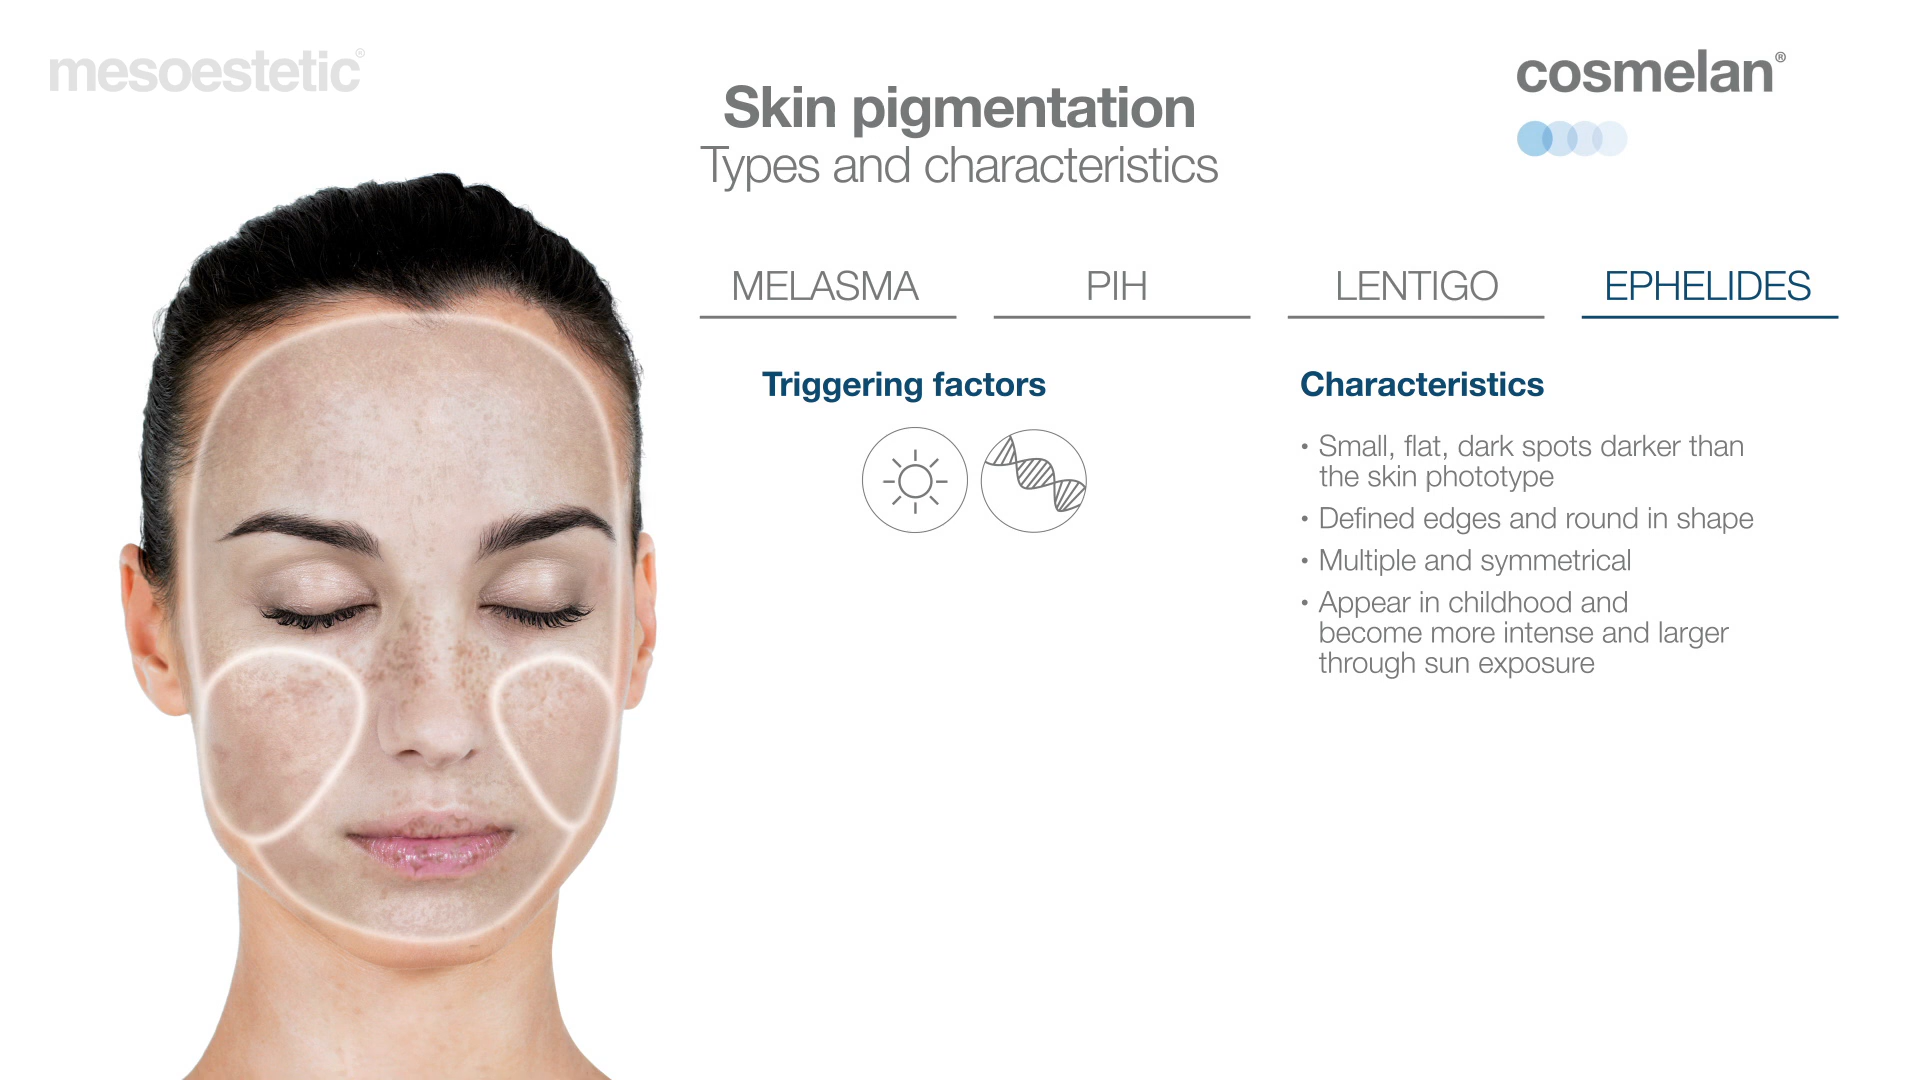 mesoestetic®
cosmelan®
Skin pigmentation
Types and characteristics
MELASMA
PIH
LENTIGO
EPHELIDES
Triggering factors
Characteristics
• Small, flat, dark spots darker than
the skin phototype
• Defined edges and round in shape
• Multiple and symmetrical
• Appear in childhood and
become more intense and larger
through sun exposure